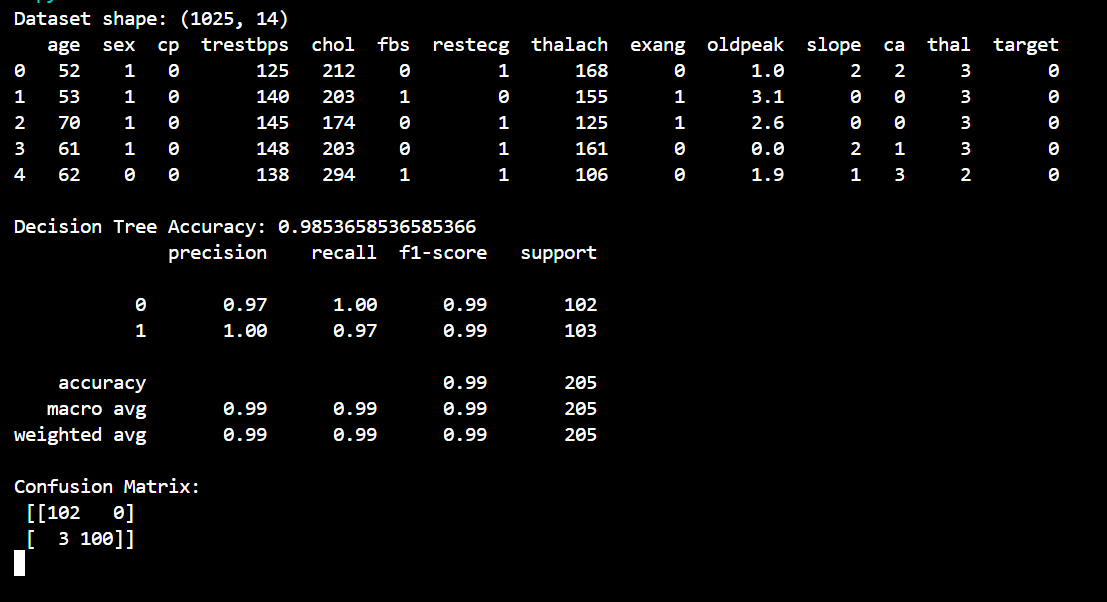 Dataset shape: (1025, 14)
   age  sex  cp  trestbps  chol  fbs  restecg  thalach  exang  oldpeak  slope  ca  thal  target
0   52    1   0       125   212    0        1      168      0      1.0      2   2     3       0
1   53    1   0       140   203    1        0      155      1      3.1      0   0     3       0
2   70    1   0       145   174    0        1      125      1      2.6      0   0     3       0
3   61    1   0       148   203    0        1      161      0      0.0      2   1     3       0
4   62    0   0       138   294    1        1      106      0      1.9      1   3     2       0
Decision Tree Accuracy: 0.9853658536585366
              precision    recall  f1-score   support
           0       0.97      1.00      0.99       102
           1       1.00      0.97      0.99       103
    accuracy                           0.99       205
   macro avg       0.99      0.99      0.99       205
weighted avg       0.99      0.99      0.99       205
Confusion Matrix:
 [[102   0]
 [  3 100]]